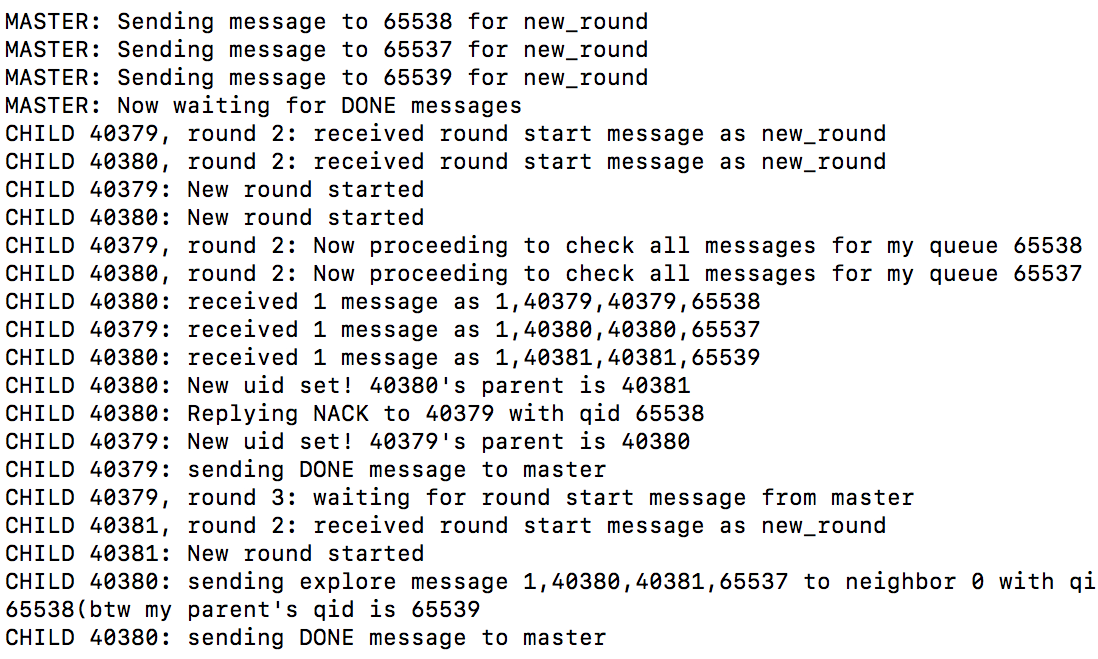 MASTER: Sending message to 65538 for new_round
MASTER: Sending message to 65537 for new_round
MASTER: Sending message to 65539 for new_round
MASTER: Now waiting for DONE messages
CHILD 40379, round 2: received round start message as new_round
CHILD 40380, round 2: received round start message as new_round
CHILD 40379: New round started
CHILD 40380: New round started
CHILD 40379, round 2: Now proceeding to check all messages for my queue 65538
CHILD 40380, round 2: Now proceeding to check all messages for my queue 65537
CHILD 40380: received 1 message as 1,40379,40379,65538
CHILD 40379: received 1 message as 1,40380,40380,65537
CHILD 40380: received 1 message as 1,40381,40381,65539
CHILD 40380: New uid set! 40380's parent is 40381
CHILD 40380: Replying NACK to 40379 with qid 65538
CHILD 40379: New uid set! 40379's parent is 40380
CHILD 40379: sending DONE message to master
CHILD 40379, round 3: waiting for round start message from master
CHILD 40381, round 2: received round start message as new_round
CHILD 40381: New round started
CHILD 40380: sending explore message 1,40380,40381,65537 to neighbor 0 with qi
65538(btw my parent's qid is 65539
CHILD 40380: sending DONE message to master